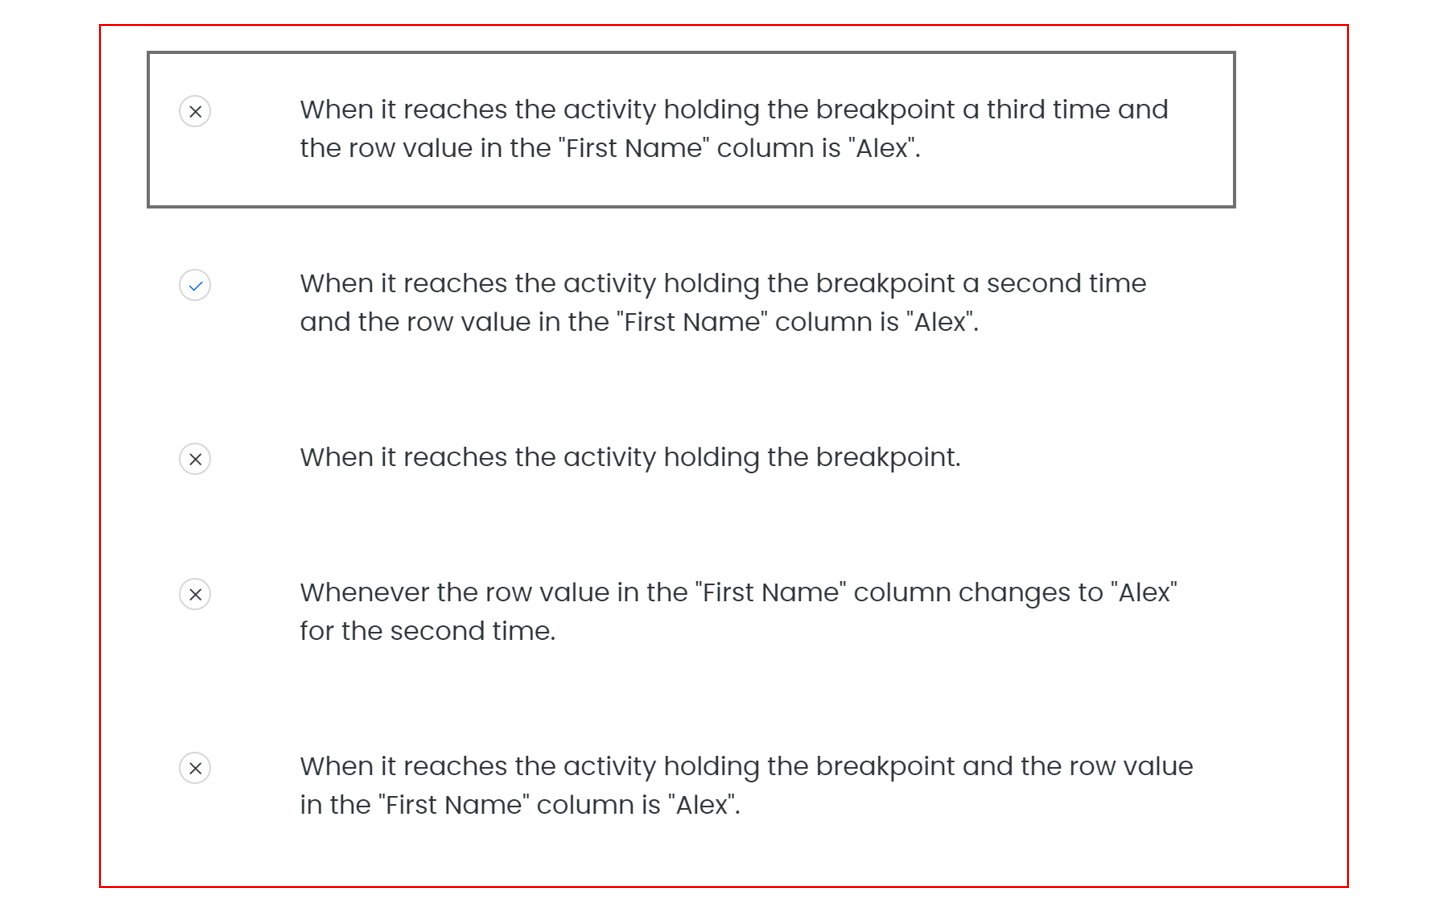 When it reaches the activity holding the breakpoint a third time and
the row value in the "First Name" column is "Alex".
When it reaches the activity holding the breakpoint a second time
and the row value in the "First Name" column is "Alex".
When it reaches the activity holding the breakpoint.
Whenever the row value in the "First Name" column changes to "Alex"
for the second time.
When it reaches the activity holding the breakpoint and the row value
in the "First Name" column is "Alex".